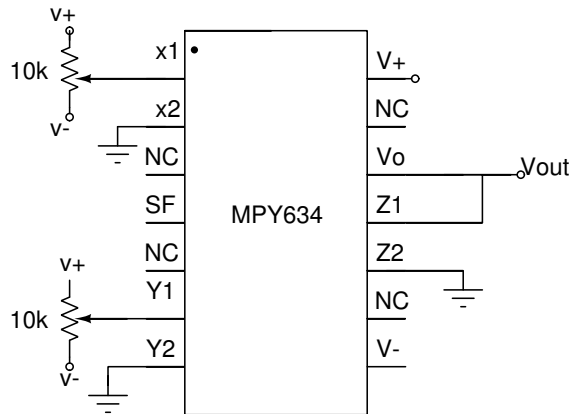 v+
10k
v-
x1
x2
NC
SF
NC
Y1
Y2
v+
10k
v-
MPY634
V+
NC
Vo
Z1
Z2
NC
V-
Vout